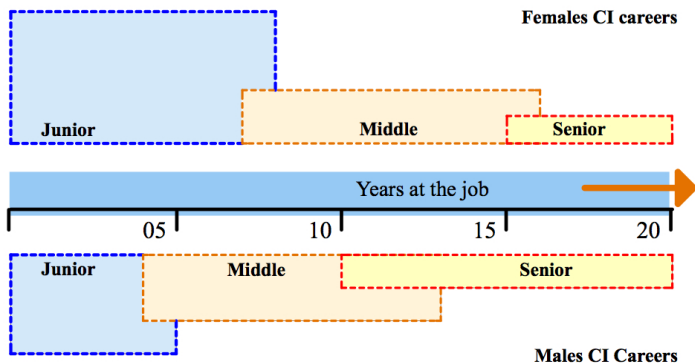 Females CI careers
Junior
Middle
Senior
Years at the job
05
10
15
20
Junior
Middle
Senior
Males CI Careers